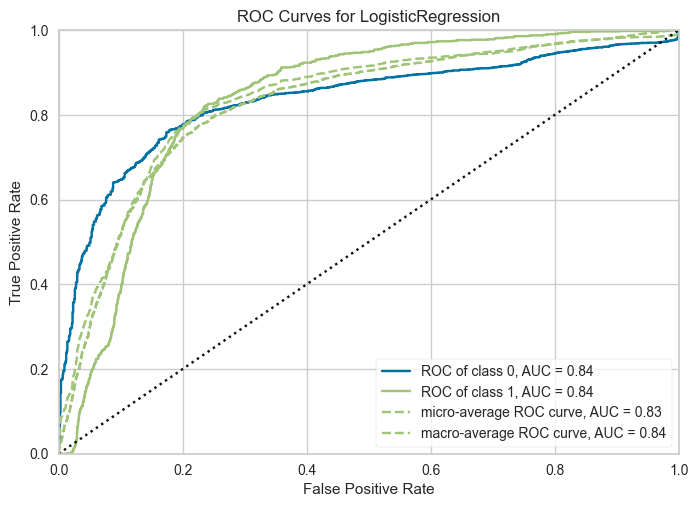 ROC Curves for LogisticRegression
True Positive Rate
1.0
0.8
0.6
0.4
0.2
0.0
ROC of class 0, AUC = 0.84
ROC of class 1, AUC = 0.84
micro-average ROC curve, AUC = 0.83
macro-average ROC curve, AUC = 0.84
0.0 0.2 0.4 0.6 0.8 1.0
False Positive Rate